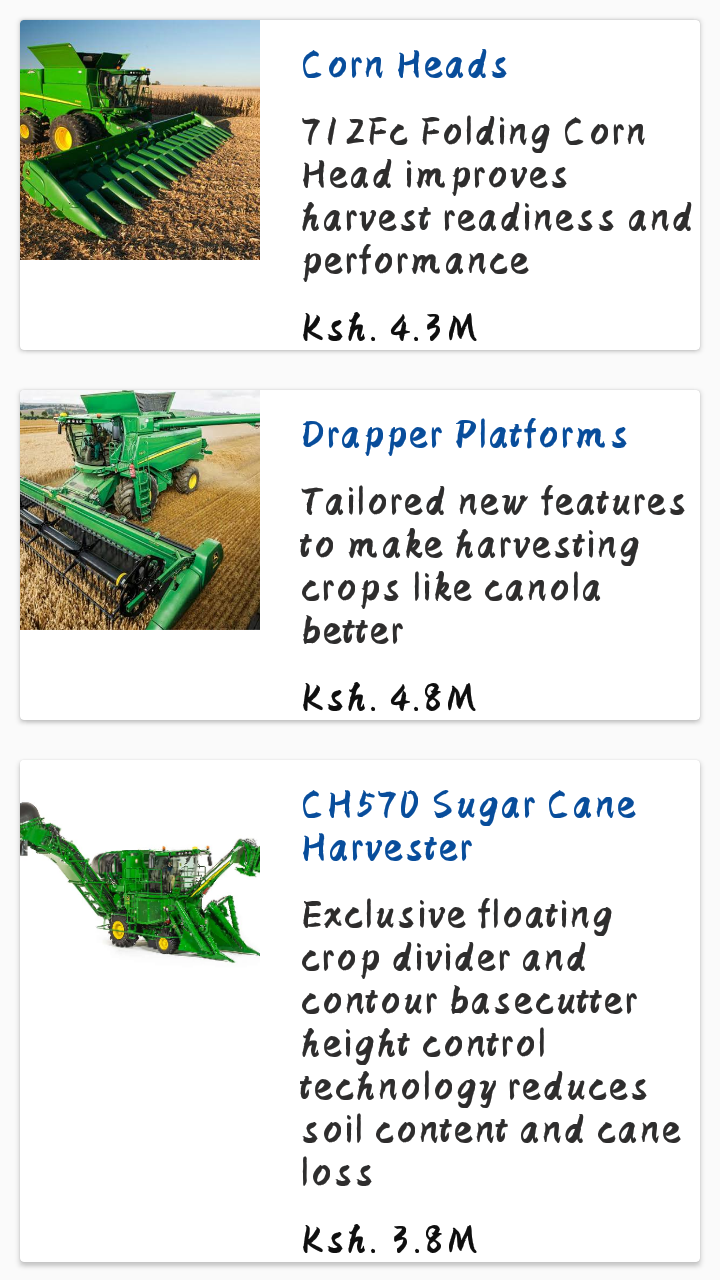 Corn Heads
712Fc Folding Corn
Head improves
harvest readiness and
performance
Ksh. 4.3M
Drapper Platforms
Tailored new features
to make harvesting
crops like canola
better
Ksh. 4.8M
CH570 Sugar Cane
Harvester
Exclusive floating
crop divider and
contour basecutter
height control
technology reduces
soil content and cane
loss
Ksh. 3.8M